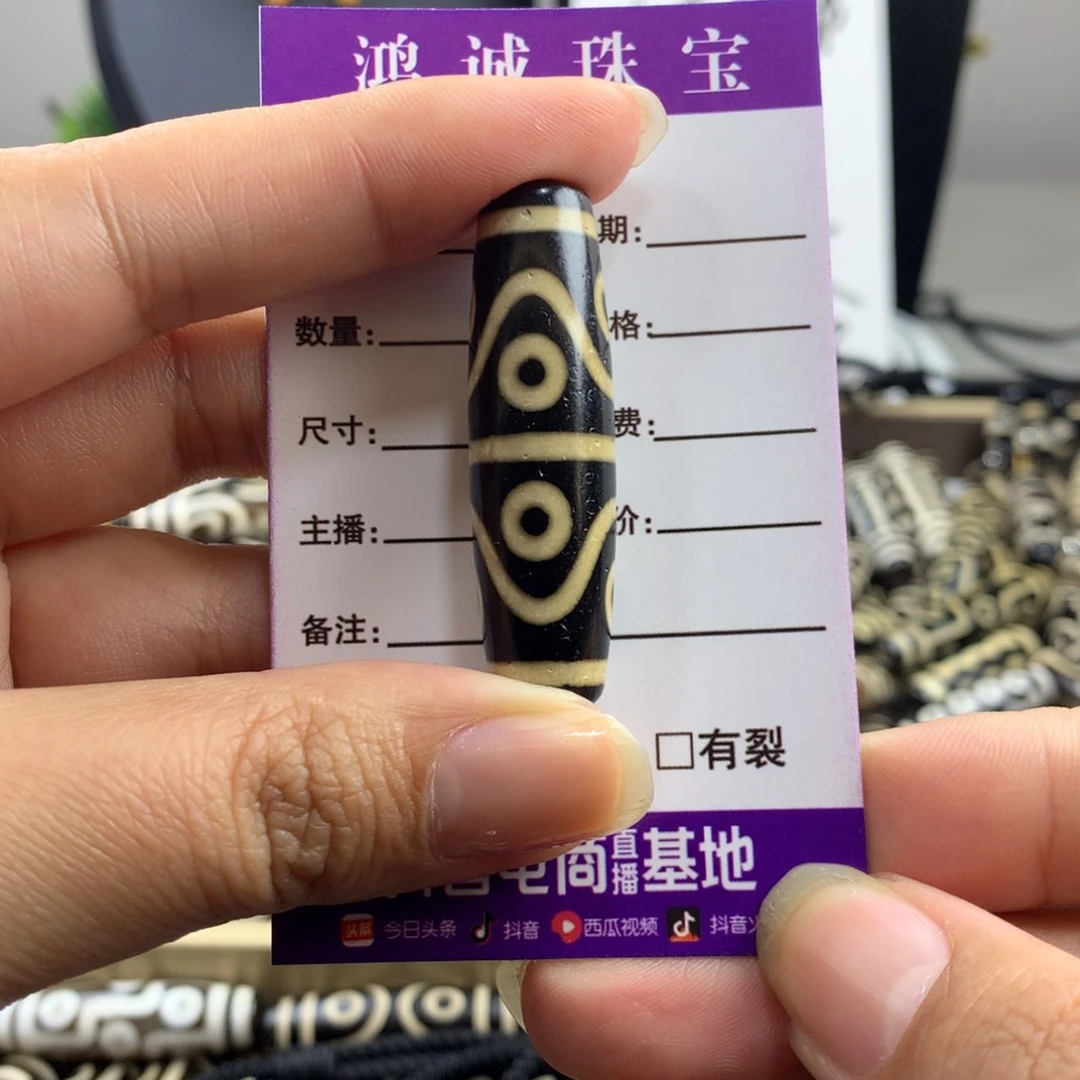 鸿诚珠宝
期:
数量:
格:
尺寸:
费:
主播:
价:
备注:
□有裂
电商直播基地
今日头条 抖音 西瓜视频 抖音火